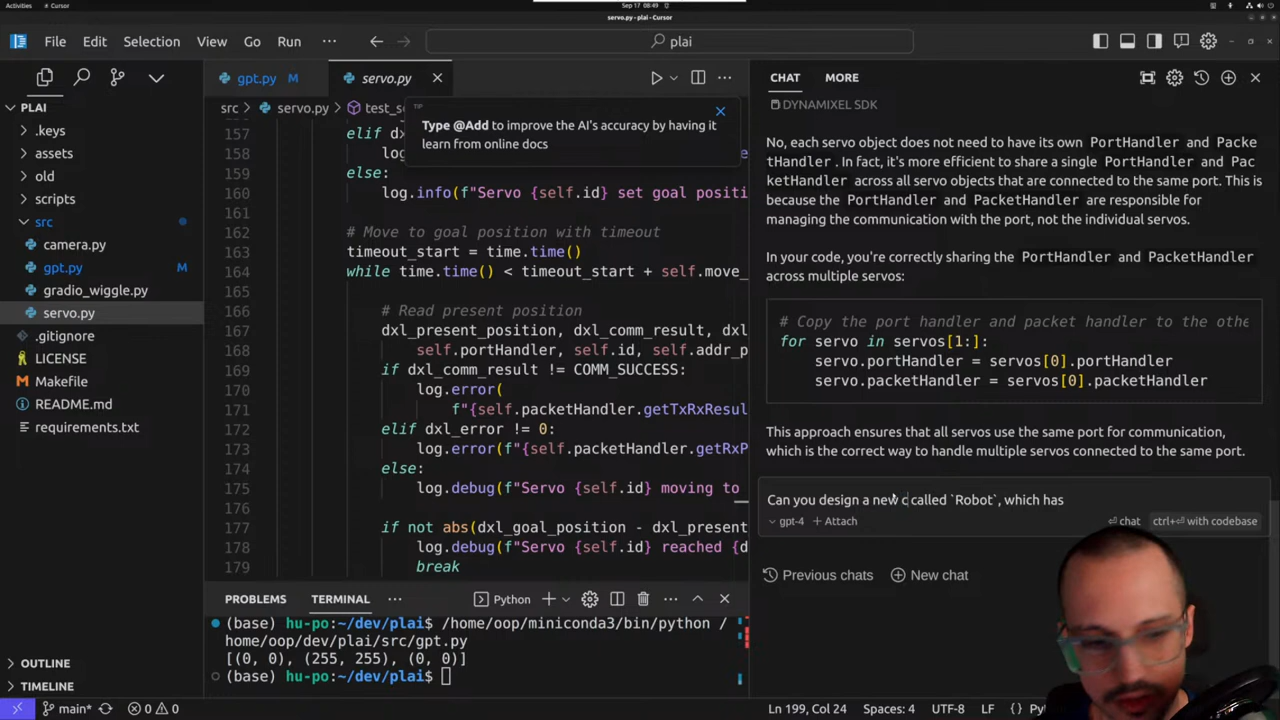 Activities
Cursor
Sep 17 08:49
servo.py - plai - Cursor
File Edit Selection View Go Run ···
plai
gpt.py M servo.py
CHAT MORE
PLAI
.keys
assets
old
scripts
src
camera.py
gpt.py M
gradio_wiggle.py
servo.py
.gitignore
LICENSE
Makefile
README.md
requirements.txt
OUTLINE
TIMELINE
src > servo.py > test_s
TIP
Type @Add to improve the AI's accuracy by having it
learn from online docs
157 elif dx
158 log
159 else:
160 log.info(f"Servo {self.id} set goal positi
161
162 # Move to goal position with timeout
163 timeout_start = time.time()
164 while time.time() < timeout_start + self.move_
165
166 # Read present position
167 dxl_present_position, dxl_comm_result, dxl
168 self.portHandler, self.id, self.addr_p
169 if dxl_comm_result != COMM_SUCCESS:
170 log.error(
171 f"{self.packetHandler.getTxRxResul
172 elif dxl_error != 0:
173 log.error(f"{self.packetHandler.getRxP
174 else:
175 log.debug(f"Servo {self.id} moving to
176
177 if not abs(dxl_goal_position - dxl_present
178 log.debug(f"Servo {self.id} reached {d
179 break
PROBLEMS TERMINAL ··· Python
(base) hu-po:~/dev/plai$ /home/oop/miniconda3/bin/python /
home/oop/dev/plai/src/gpt.py
[(0, 0), (255, 255), (0, 0)]
(base) hu-po:~/dev/plai$
DYNAMIXEL SDK
No, each servo object does not need to have its own PortHandler and Packe
tHandler . In fact, it's more efficient to share a single PortHandler and Pac
ketHandler across all servo objects that are connected to the same port. This is
because the PortHandler and PacketHandler are responsible for
managing the communication with the port, not the individual servos.
In your code, you're correctly sharing the PortHandler and PacketHandler
across multiple servos:
# Copy the port handler and packet handler to the othe
for servo in servos[1:]:
servo.portHandler = servos[0].portHandler
servo.packetHandler = servos[0].packetHandler
This approach ensures that all servos use the same port for communication,
which is the correct way to handle multiple servos connected to the same port.
Can you design a new c called `Robot`, which has
gpt-4 + Attach chat ctrl+⏎ with codebase
Previous chats New chat
main* 0 0 Ln 199, Col 24 Spaces: 4 UTF-8 LF {} Py